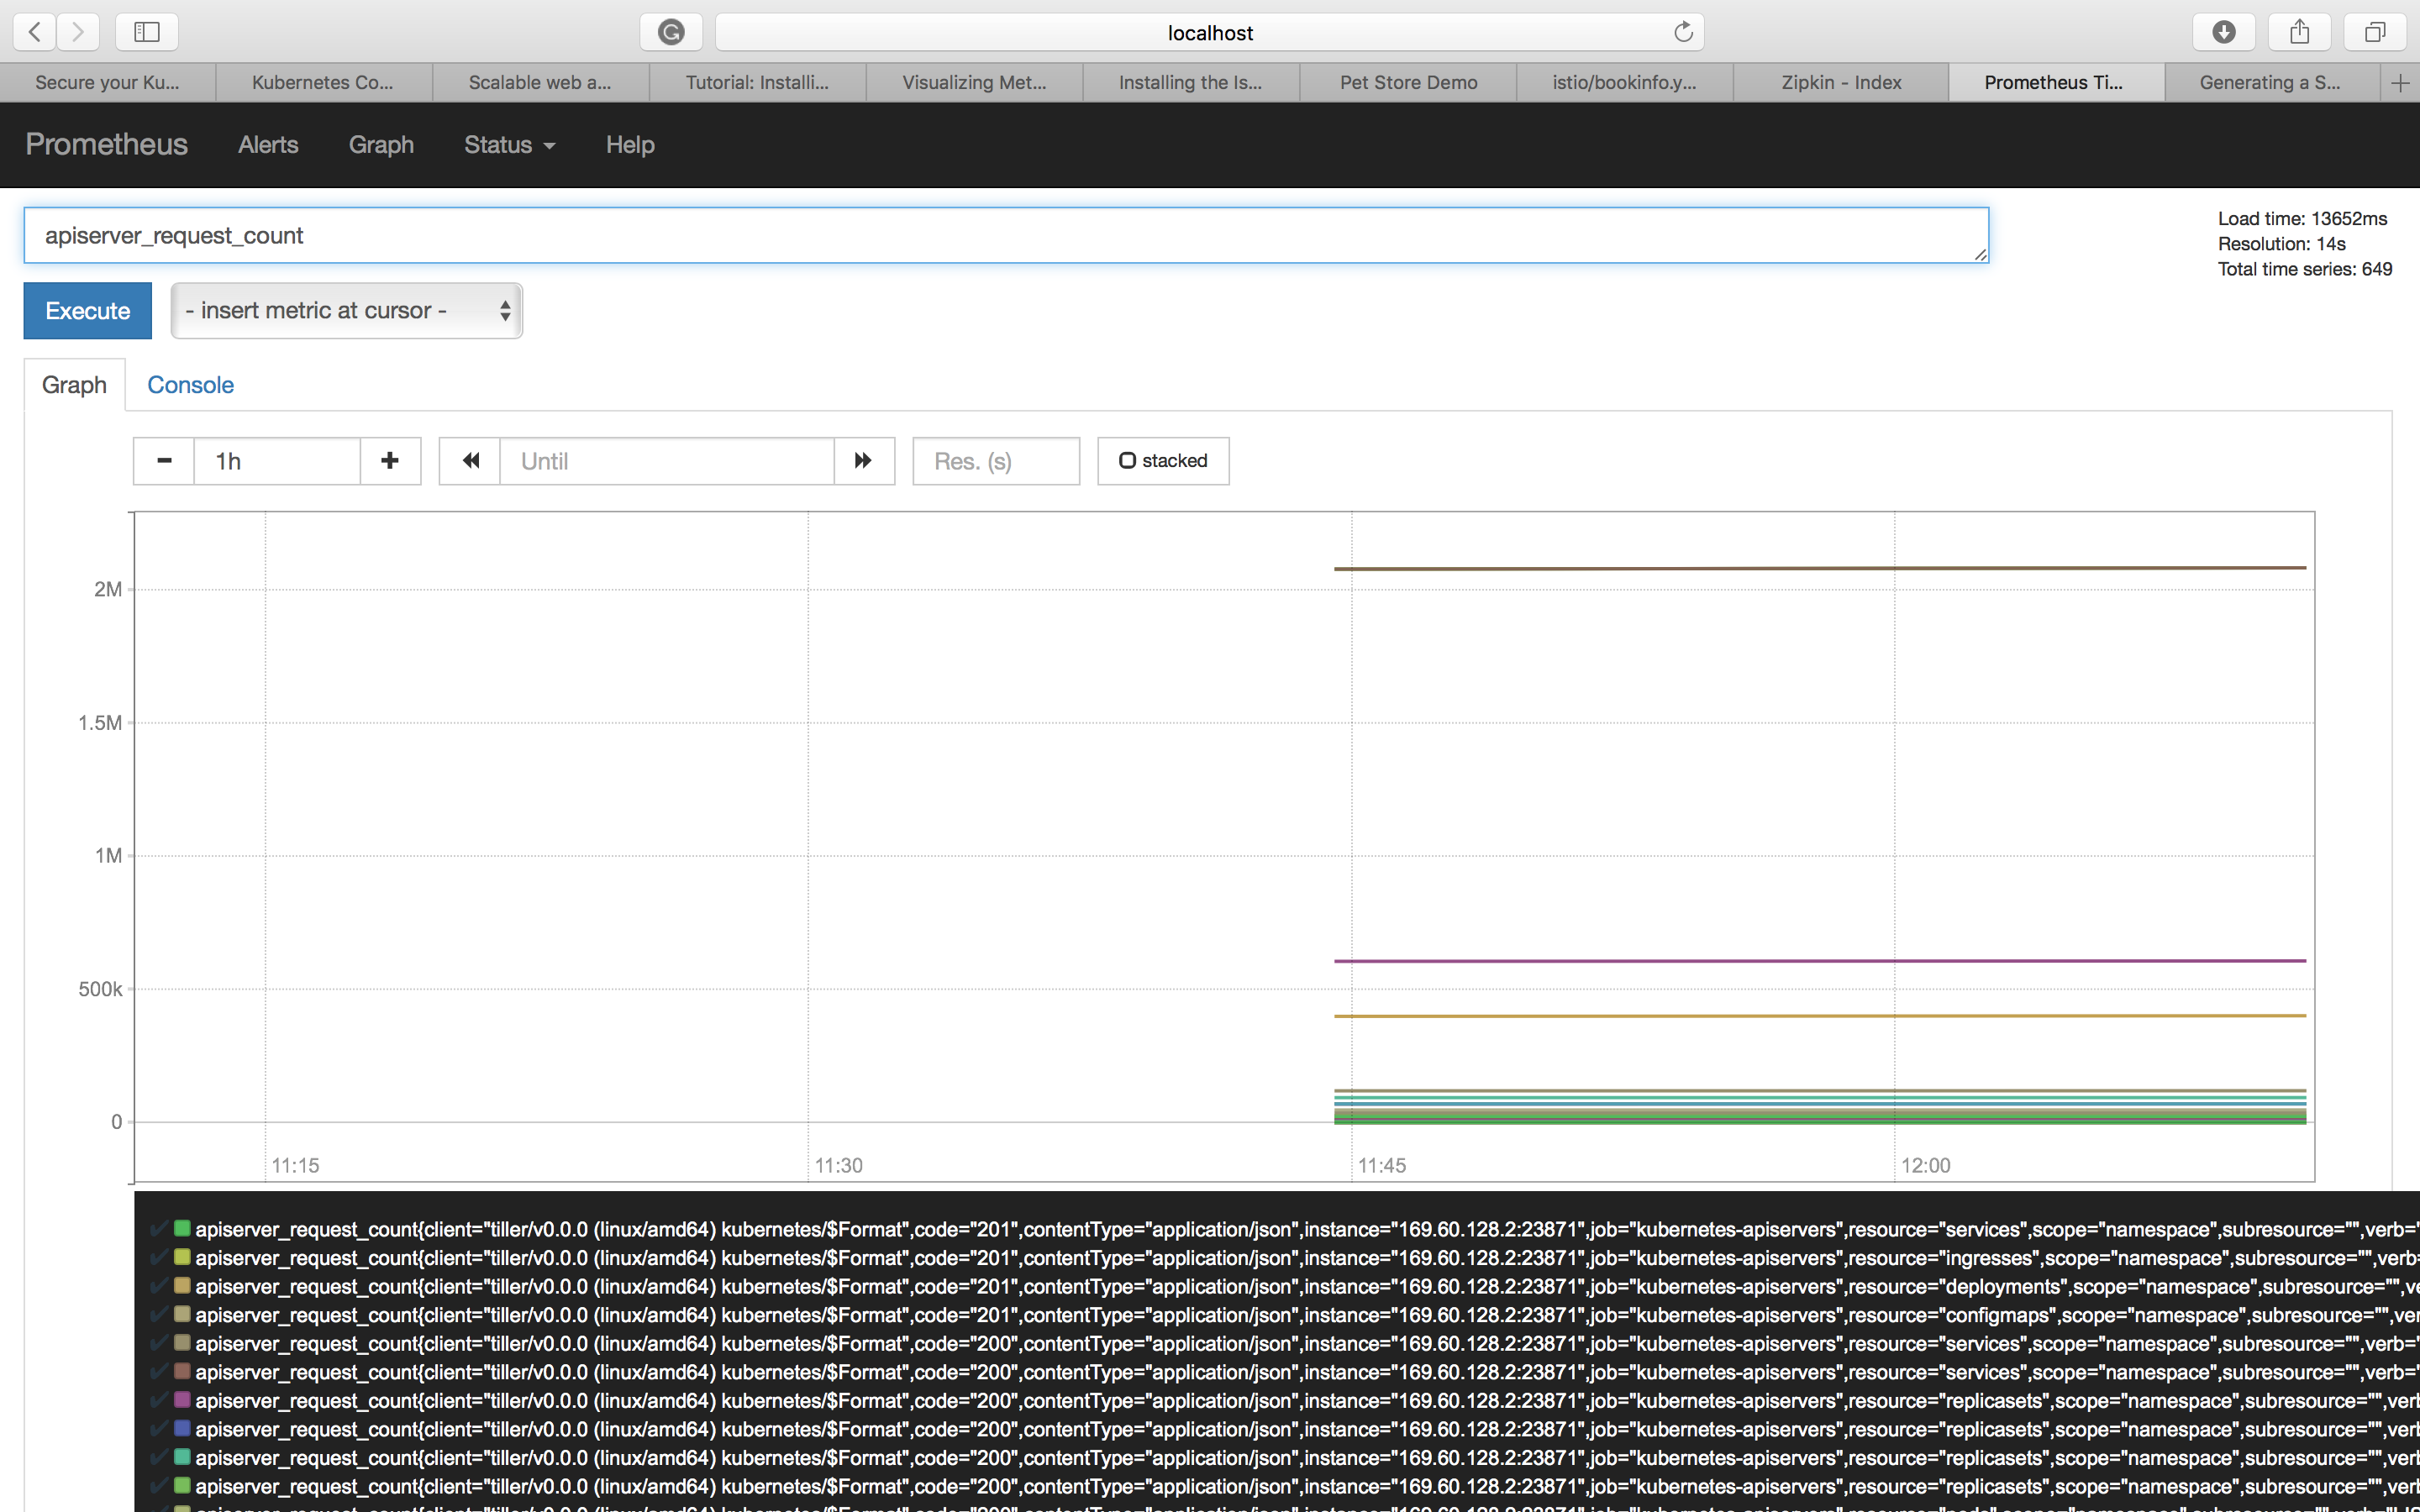 localhost
Secure your Ku... Kubernetes Co... Scalable web a... Tutorial: Installi... Visualizing Met... Installing the Is... Pet Store Demo istio/bookinfo.y... Zipkin - Index Prometheus Ti... Generating a S...
Prometheus Alerts Graph Status Help
apiserver_request_count
Load time: 13652ms
Resolution: 14s
Total time series: 649
Execute - insert metric at cursor -
Graph Console
1h Until Res. (s) stacked
2M
1.5M
1M
500k
0
11:15 11:30 11:45 12:00
apiserver_request_count{client="tiller/v0.0.0 (linux/amd64) kubernetes/$Format",code="201",contentType="application/json",instance="169.60.128.2:23871",job="kubernetes-apiservers",resource="services",scope="namespace",subresource="",verb="
apiserver_request_count{client="tiller/v0.0.0 (linux/amd64) kubernetes/$Format",code="201",contentType="application/json",instance="169.60.128.2:23871",job="kubernetes-apiservers",resource="ingresses",scope="namespace",subresource="",verb=
apiserver_request_count{client="tiller/v0.0.0 (linux/amd64) kubernetes/$Format",code="201",contentType="application/json",instance="169.60.128.2:23871",job="kubernetes-apiservers",resource="deployments",scope="namespace",subresource="",ve
apiserver_request_count{client="tiller/v0.0.0 (linux/amd64) kubernetes/$Format",code="201",contentType="application/json",instance="169.60.128.2:23871",job="kubernetes-apiservers",resource="configmaps",scope="namespace",subresource="",ver
apiserver_request_count{client="tiller/v0.0.0 (linux/amd64) kubernetes/$Format",code="200",contentType="application/json",instance="169.60.128.2:23871",job="kubernetes-apiservers",resource="services",scope="namespace",subresource="",verb="
apiserver_request_count{client="tiller/v0.0.0 (linux/amd64) kubernetes/$Format",code="200",contentType="application/json",instance="169.60.128.2:23871",job="kubernetes-apiservers",resource="services",scope="namespace",subresource="",verb="
apiserver_request_count{client="tiller/v0.0.0 (linux/amd64) kubernetes/$Format",code="200",contentType="application/json",instance="169.60.128.2:23871",job="kubernetes-apiservers",resource="replicasets",scope="namespace",subresource="",verb
apiserver_request_count{client="tiller/v0.0.0 (linux/amd64) kubernetes/$Format",code="200",contentType="application/json",instance="169.60.128.2:23871",job="kubernetes-apiservers",resource="replicasets",scope="namespace",subresource="",verb
apiserver_request_count{client="tiller/v0.0.0 (linux/amd64) kubernetes/$Format",code="200",contentType="application/json",instance="169.60.128.2:23871",job="kubernetes-apiservers",resource="replicasets",scope="namespace",subresource="",verb
apiserver_request_count{client="tiller/v0.0.0 (linux/amd64) kubernetes/$Format",code="200",contentType="application/json",instance="169.60.128.2:23871",job="kubernetes-apiservers",resource="replicasets",scope="namespace",subresource="",verb